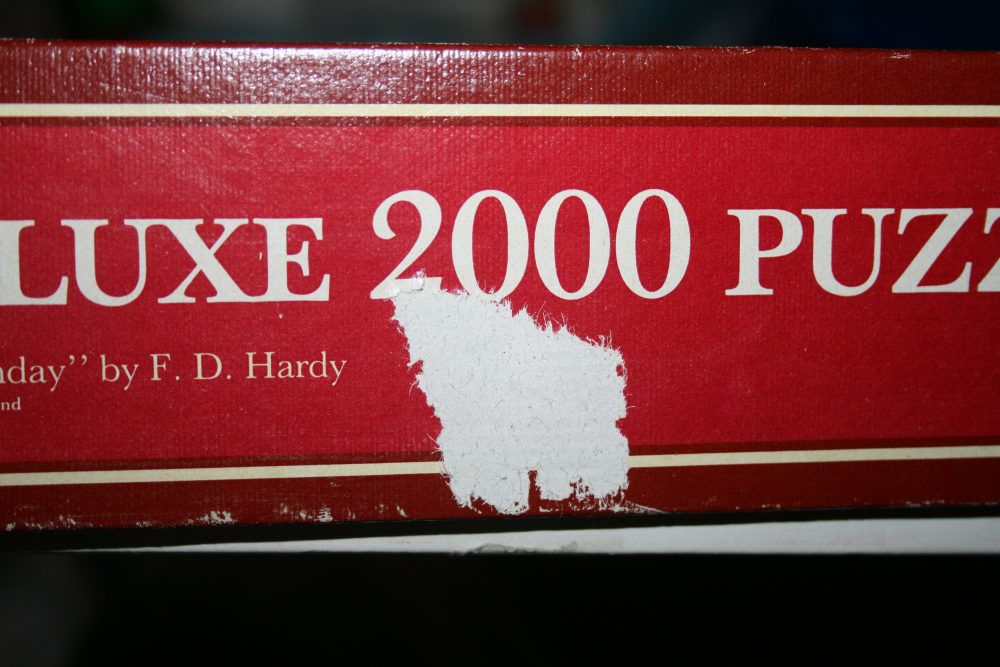 LUXE 2000 PUZZ
nday’’ by F. D. Hardy
nd